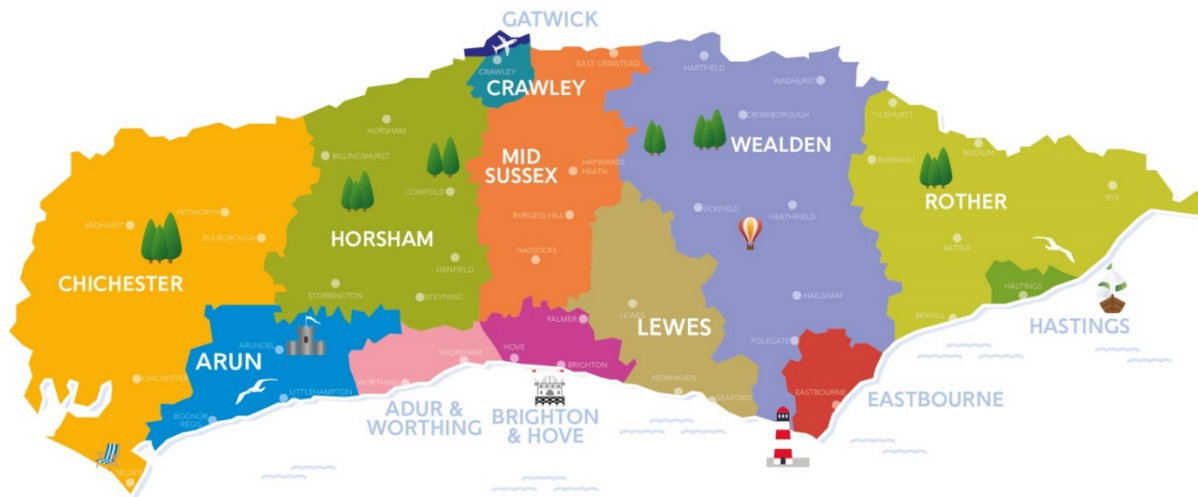 GATWICK
CRAWLEY
CRAWLEY
EAST GRINSTEAD
HARTFIELD
WADHURST
CROWBOROUGH
TICEHURST
HORSHAM
BILLINGSHURST
MID
SUSSEX
HAYWARDS
HEATH
WEALDEN
BURWASH
BODIUM
COWFOLD
RYE
ROTHER
MIDHURST
PETWORTH
PULBOROUGH
HORSHAM
BURGESS HILL
UCKFIELD
HEATHFIELD
BATTLE
HASSOCKS
HENFIELD
CHICHESTER
STORRINGTON
STEYNING
HAILSHAM
HASTINGS
HASTINGS
LEWES
LEWES
FALMER
BEXHILL
ARUNDEL
ARUN
SHOREHAM
HOVE
BRIGHTON
POLEGATE
CHICHESTER
LITTLEHAMPTON
WORTHING
NEWHAVEN
SEAFORD
EASTBOURNE
EASTBOURNE
BOGNOR
REGIS
ADUR &
WORTHING
BRIGHTON
& HOVE
SELSEY